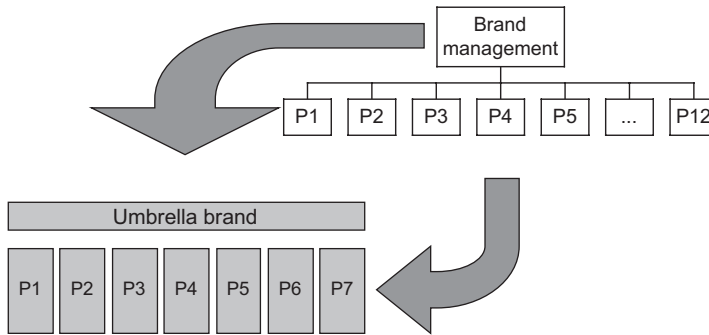 Brand
management
P1 P2 P3 P4 P5 ... P12
Umbrella brand
P1 P2 P3 P4 P5 P6 P7